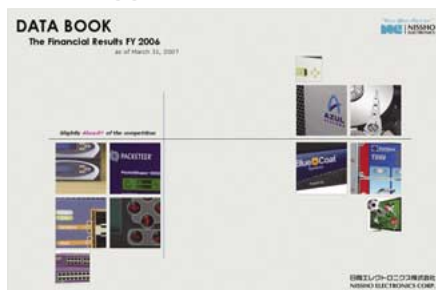 DATA BOOK
The Financial Results FY 2006
as of March 31, 2007
NISSHO
ELECTRONICS
AZUL
SYSTEMS
Slightly Ahead!! of the competition
PACKETEER
Blue Coat
日商エレクトロニクス株式会社
NISSHO ELECTRONICS CORP.